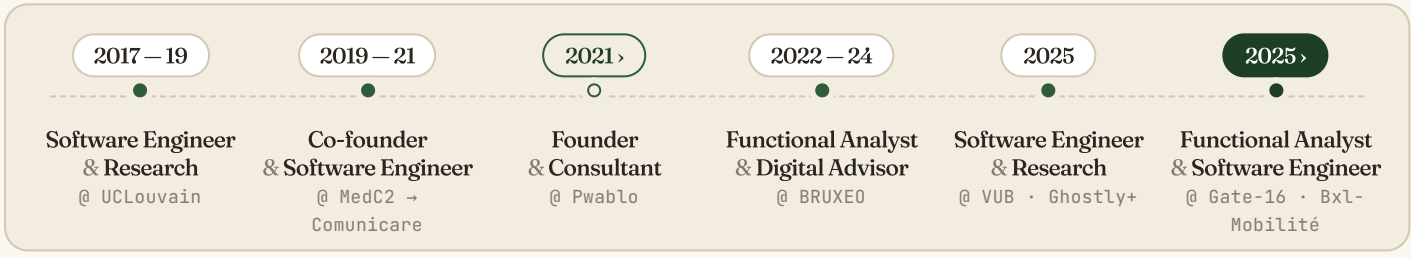 2017 — 19
2019 — 21
2021 ›
2022 — 24
2025
2025 ›
Software Engineer
& Research
@ UCLouvain
Co-founder
& Software Engineer
@ MedC2 →
Comunicare
Founder
& Consultant
@ Pwablo
Functional Analyst
& Digital Advisor
@ BRUXEO
Software Engineer
& Research
@ VUB · Ghostly+
Functional Analyst
& Software Engineer
@ Gate-16 · Bxl-
Mobilité